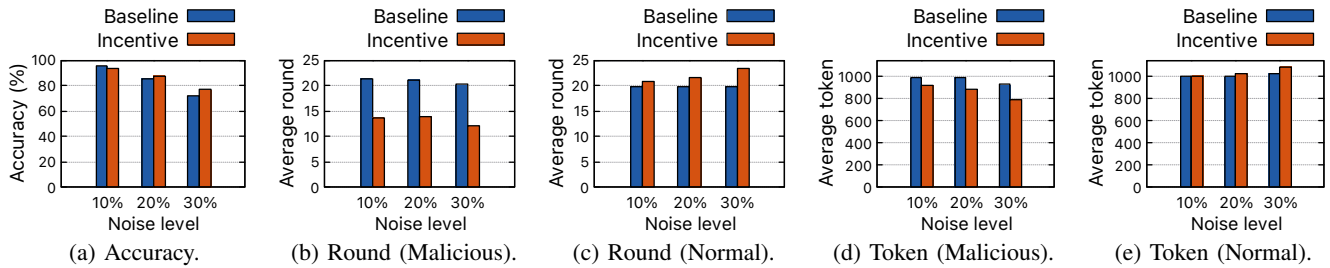 Baseline
Incentive
Accuracy (%)
100
80
60
40
20
0
10% 20% 30%
Noise level
(a) Accuracy.
Baseline
Incentive
Average round
25
20
15
10
5
0
10% 20% 30%
Noise level
(b) Round (Malicious).
Baseline
Incentive
Average round
25
20
15
10
5
0
10% 20% 30%
Noise level
(c) Round (Normal).
Baseline
Incentive
Average token
1000
800
600
400
200
0
10% 20% 30%
Noise level
(d) Token (Malicious).
Baseline
Incentive
Average token
1000
800
600
400
200
0
10% 20% 30%
Noise level
(e) Token (Normal).